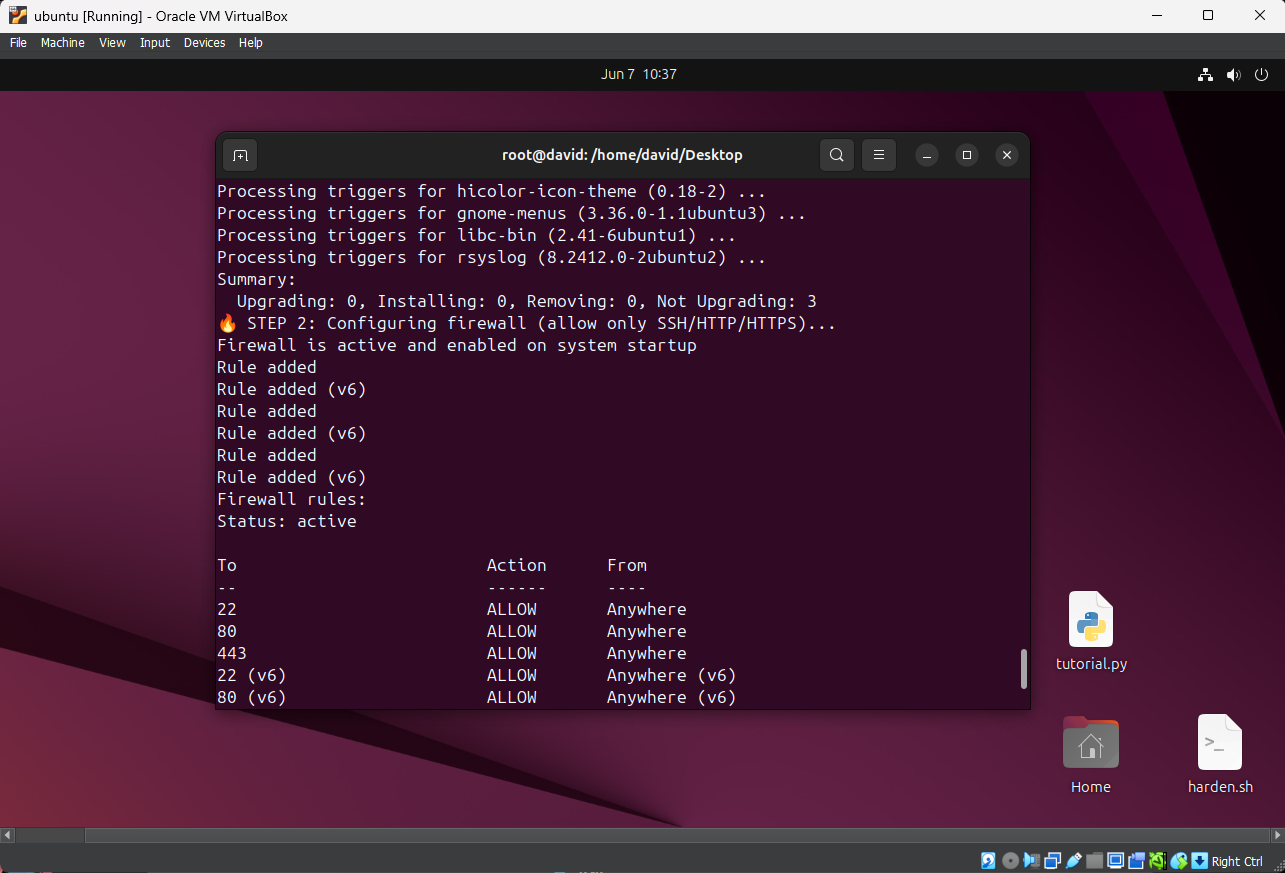 ubuntu [Running] - Oracle VM VirtualBox
File Machine View Input Devices Help
Jun 7 10:37
root@david: /home/david/Desktop
Processing triggers for hicolor-icon-theme (0.18-2) ...
Processing triggers for gnome-menus (3.36.0-1.1ubuntu3) ...
Processing triggers for libc-bin (2.41-6ubuntu1) ...
Processing triggers for rsyslog (8.2412.0-2ubuntu2) ...
Summary:
  Upgrading: 0, Installing: 0, Removing: 0, Not Upgrading: 3
🔥 STEP 2: Configuring firewall (allow only SSH/HTTP/HTTPS)...
Firewall is active and enabled on system startup
Rule added
Rule added (v6)
Rule added
Rule added (v6)
Rule added
Rule added (v6)
Firewall rules:
Status: active
To                         Action      From
--                         ------      ----
22                         ALLOW       Anywhere
80                         ALLOW       Anywhere
443                        ALLOW       Anywhere
22 (v6)                    ALLOW       Anywhere (v6)
80 (v6)                    ALLOW       Anywhere (v6)
tutorial.py
>_
Home
harden.sh
Right Ctrl